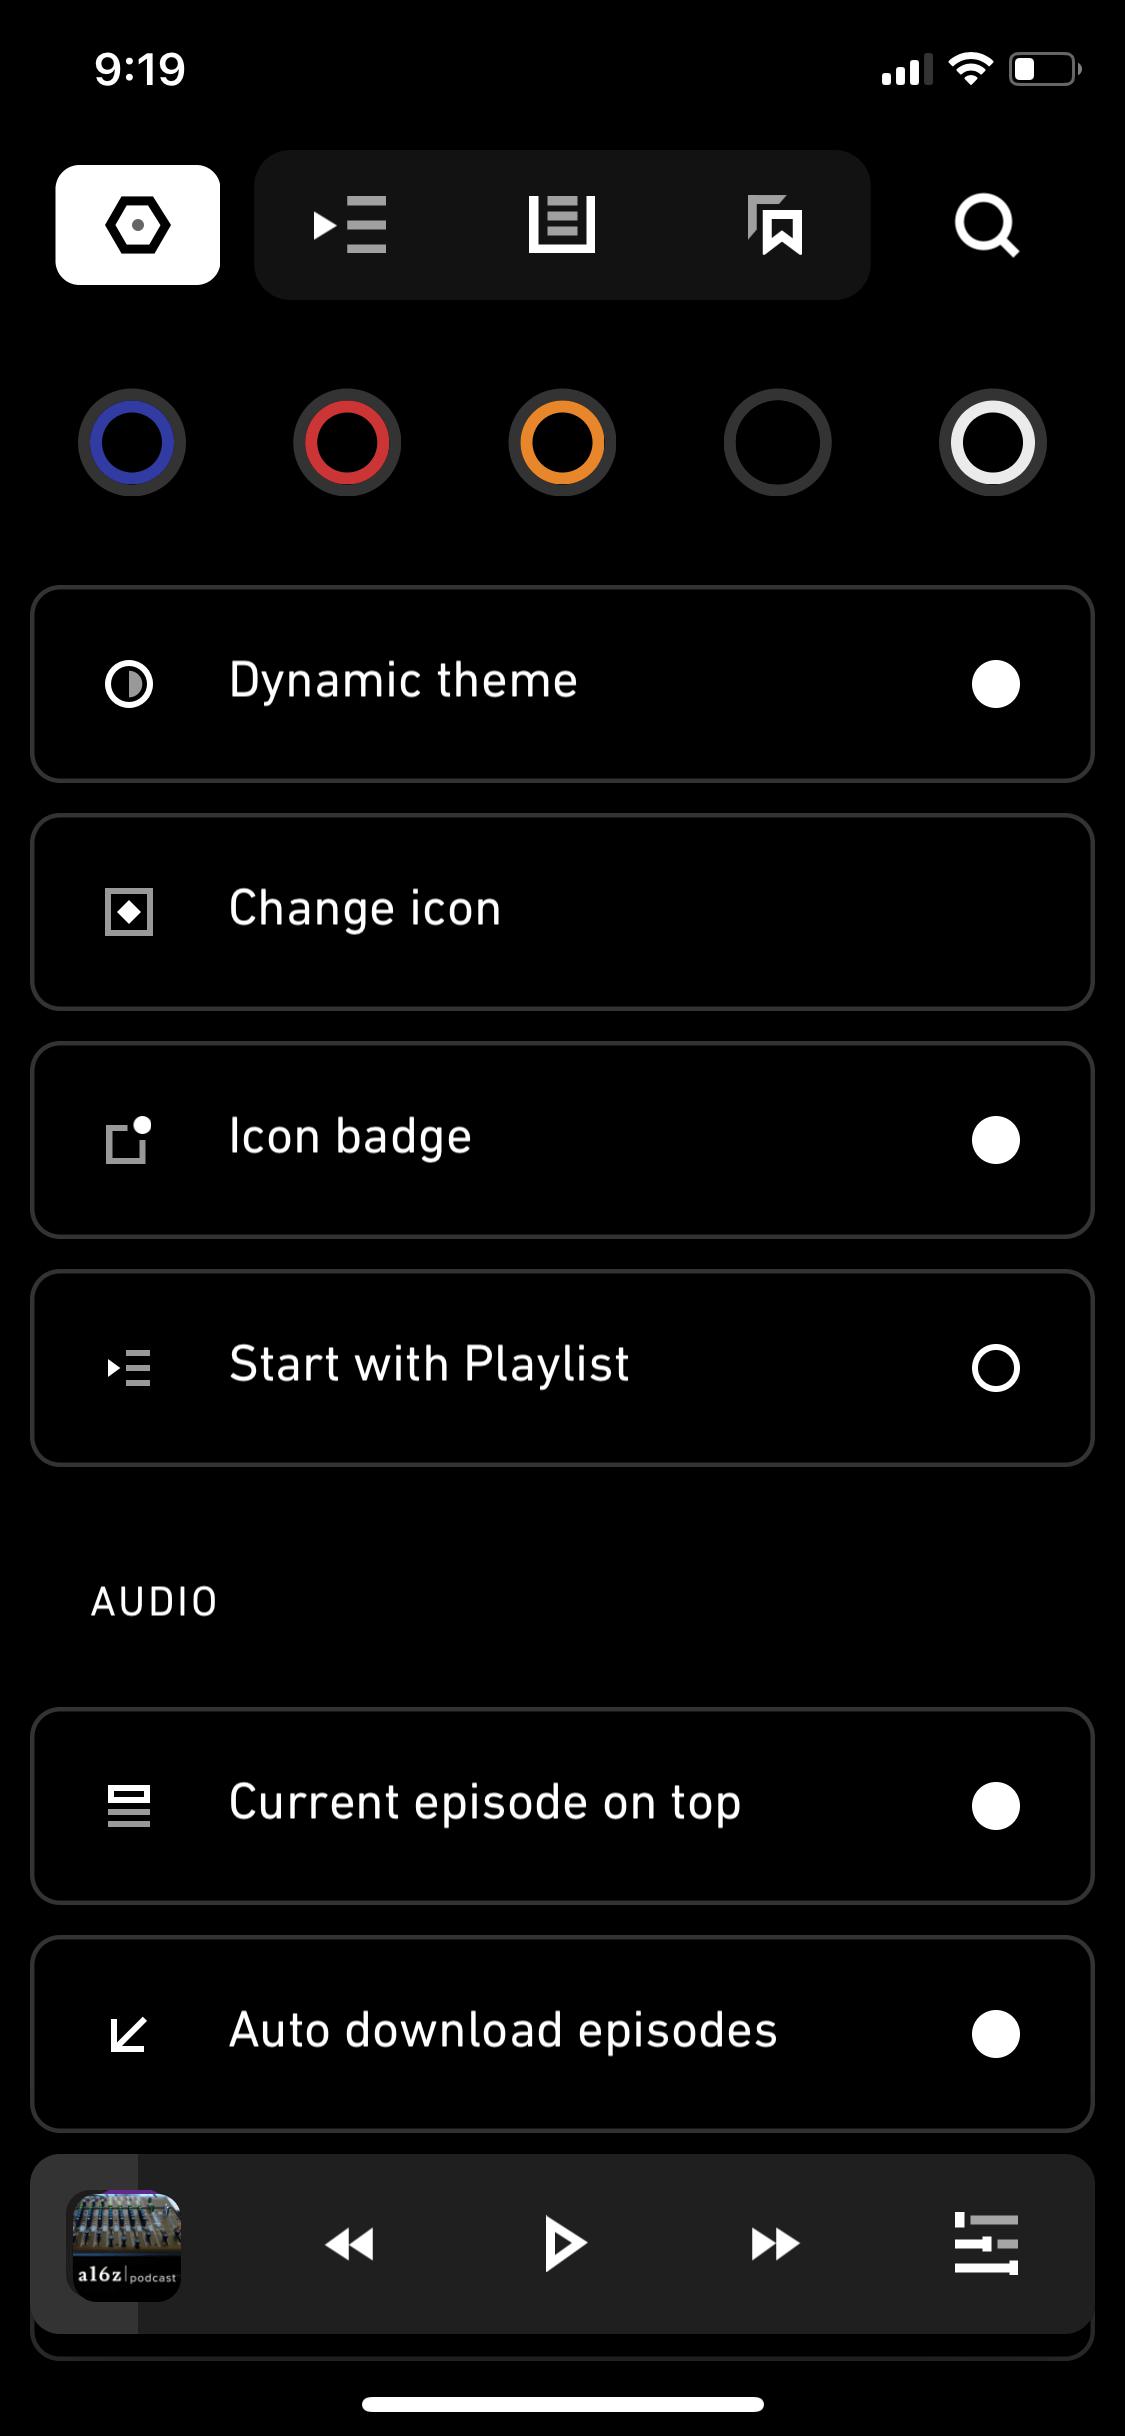 9:19
Dynamic theme
Change icon
Icon badge
Start with Playlist
AUDIO
Current episode on top
Auto download episodes
a16z|podcast